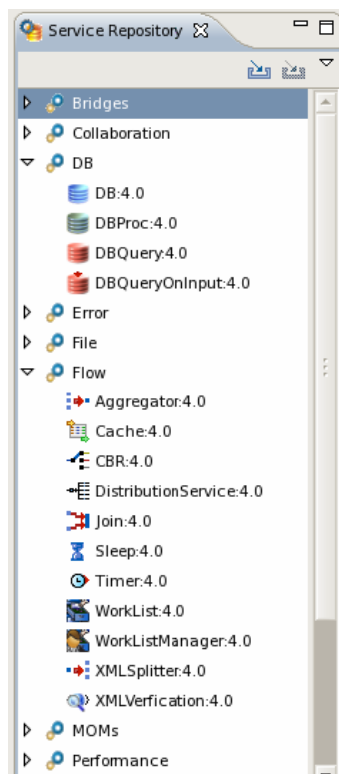 Service Repository
Bridges
Collaboration
DB
DB:4.0
DBProc:4.0
DBQuery:4.0
DBQueryOnInput:4.0
Error
File
Flow
Aggregator:4.0
Cache:4.0
CBR:4.0
DistributionService:4.0
Join:4.0
Sleep:4.0
Timer:4.0
WorkList:4.0
WorkListManager:4.0
XMLSplitter:4.0
XMLVerfication:4.0
MOMs
Performance